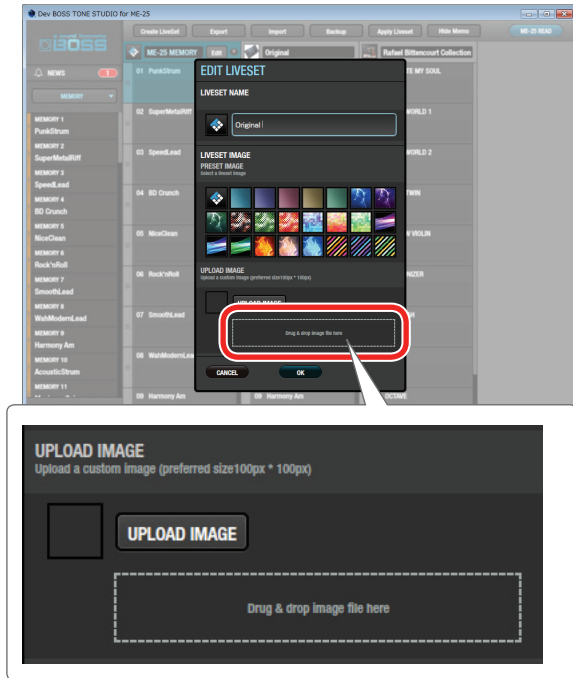 Dev BOSS TONE STUDIO for ME-25
BOSS
Create LiveSet Export Import Backup Apply Liveset Hide Memo ME-25 READ
ME-25 MEMORY Edit Original Rafael Bittencourt Collection
NEWS 1
MEMORY
MEMORY 1
PunkStrum
MEMORY 2
SuperMetalRiff
MEMORY 3
SpeedLead
MEMORY 4
BD Crunch
MEMORY 5
NiceClean
MEMORY 6
Rock'nRoll
MEMORY 7
SmoothLead
MEMORY 8
WahModernLead
MEMORY 9
Harmony Am
MEMORY 10
AcousticStrum
MEMORY 11
01 PunkStrum
02 SuperMetalRiff
03 SpeedLead
04 BD Crunch
05 NiceClean
06 Rock'nRoll
07 SmoothLead
08 WahModernLea
09 Harmony Am
09 Harmony Am
TE MY SOUL
WORLD 1
WORLD 2
TWIN
VIOLIN
NIZER
OCTAVE
EDIT LIVESET
LIVESET NAME
Original
LIVESET IMAGE
PRESET IMAGE
Select a Preset Image
UPLOAD IMAGE
Upload a custom image (preferred size100px * 100px)
UPLOAD IMAGE
Drug & drop image file here
CANCEL OK
UPLOAD IMAGE
Upload a custom image (preferred size100px * 100px)
UPLOAD IMAGE
Drug & drop image file here